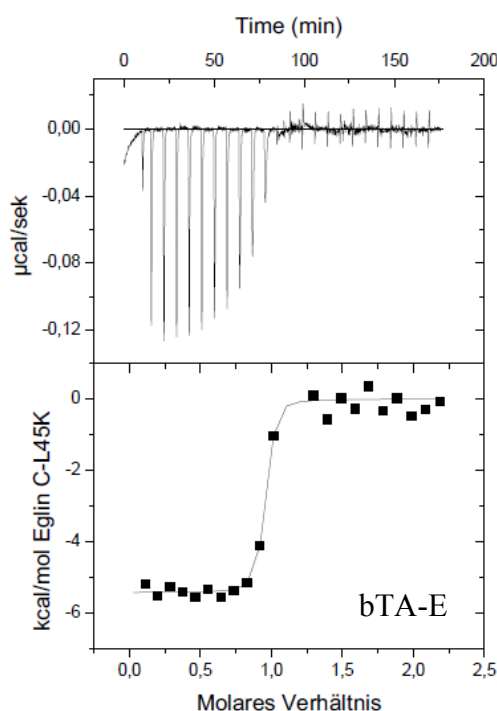 Time (min)
0 50 100 150 200
0,00
-0,04
-0,08
-0,12
µcal/sek
0
-2
-4
-6
kcal/mol Eglin C-L45K
bTA-E
0,0 0,5 1,0 1,5 2,0 2,5
Molares Verhältnis